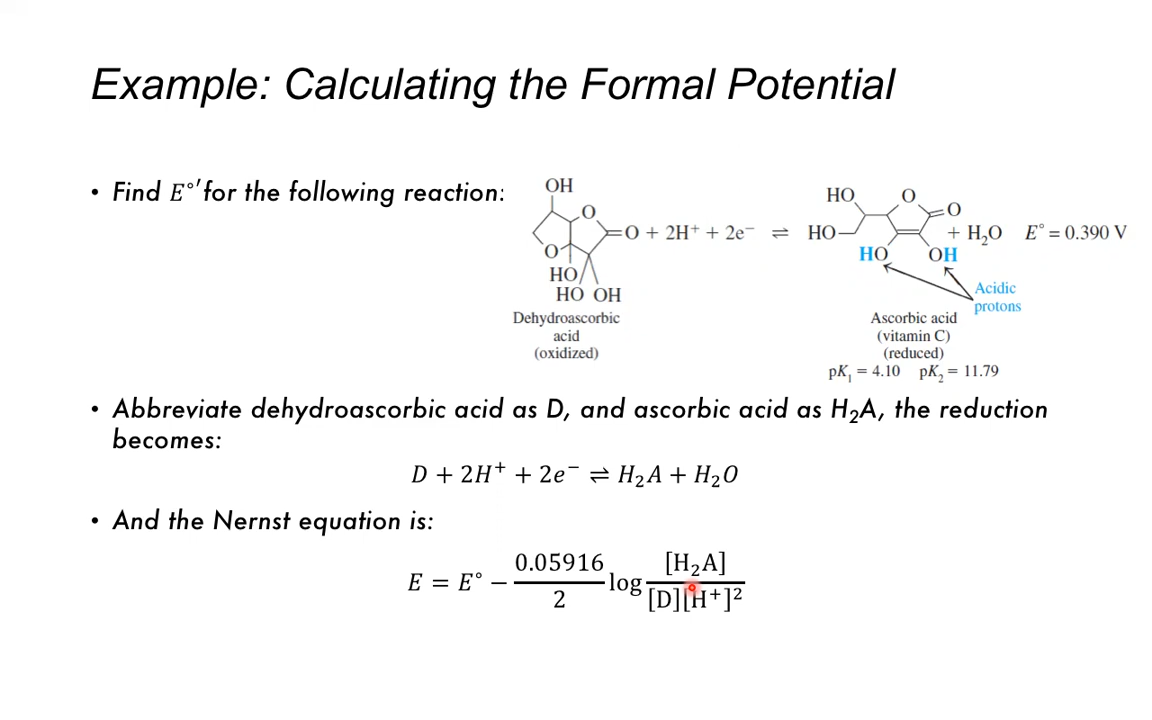 Example: Calculating the Formal Potential
• Find E°′ for the following reaction:
OH
O
O
HO
HO OH
=O + 2H⁺ + 2e⁻ ⇌
Dehydroascorbic
acid
(oxidized)
HO
O
O
HO
HO
OH
+ H₂O E° = 0.390 V
Acidic
protons
Ascorbic acid
(vitamin C)
(reduced)
pK₁ = 4.10 pK₂ = 11.79
• Abbreviate dehydroascorbic acid as D, and ascorbic acid as H₂A, the reduction
becomes:
D + 2H⁺ + 2e⁻ ⇌ H₂A + H₂O
• And the Nernst equation is:
E = E° − 0.05916/2 log [H₂A]/[D][H⁺]²